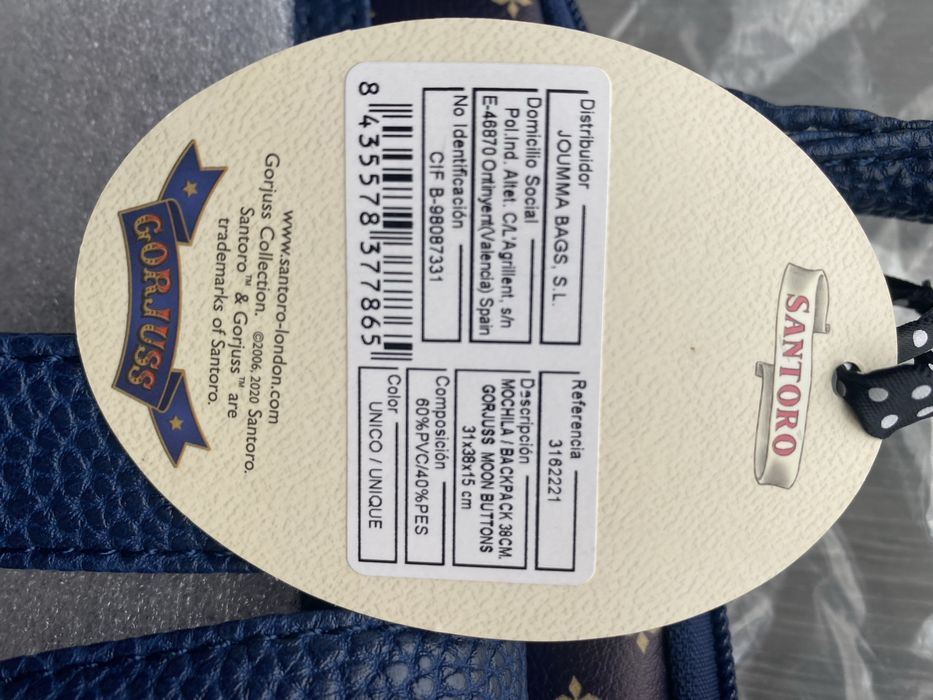 SANTORO
Distribuidor
JOUMMA BAGS, S.L.
Domicilio Social
Pol.Ind. Altet. C/L'Agrillent, s/n
E-46870 Ontinyent(Valencia) Spain
No Identificación
CIF B-98087331
8 435578 377865
Referencia
3162221
Descripción
MOCHILA / BACKPACK 38CM.
GORJUSS MOON BUTTONS
31x38x15 cm
Composición
60%PVC/40%PES
Color
UNICO / UNIQUE
www.santoro-london.com
Gorjuss Collection. ©2006, 2020 Santoro.
Santoro™ & Gorjuss™ are
trademarks of Santoro.
GORJUSS